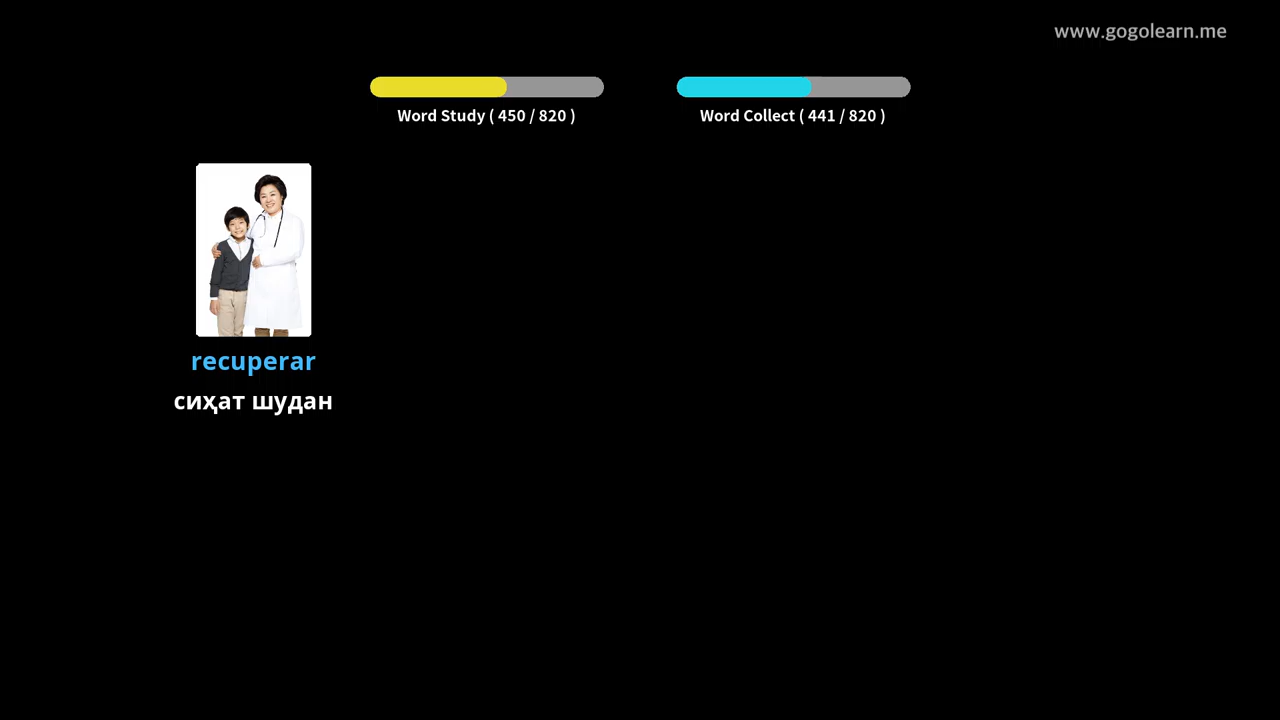 www.gogolearn.me
Word Study ( 450 / 820 )
Word Collect ( 441 / 820 )
recuperar
сиҳат шудан